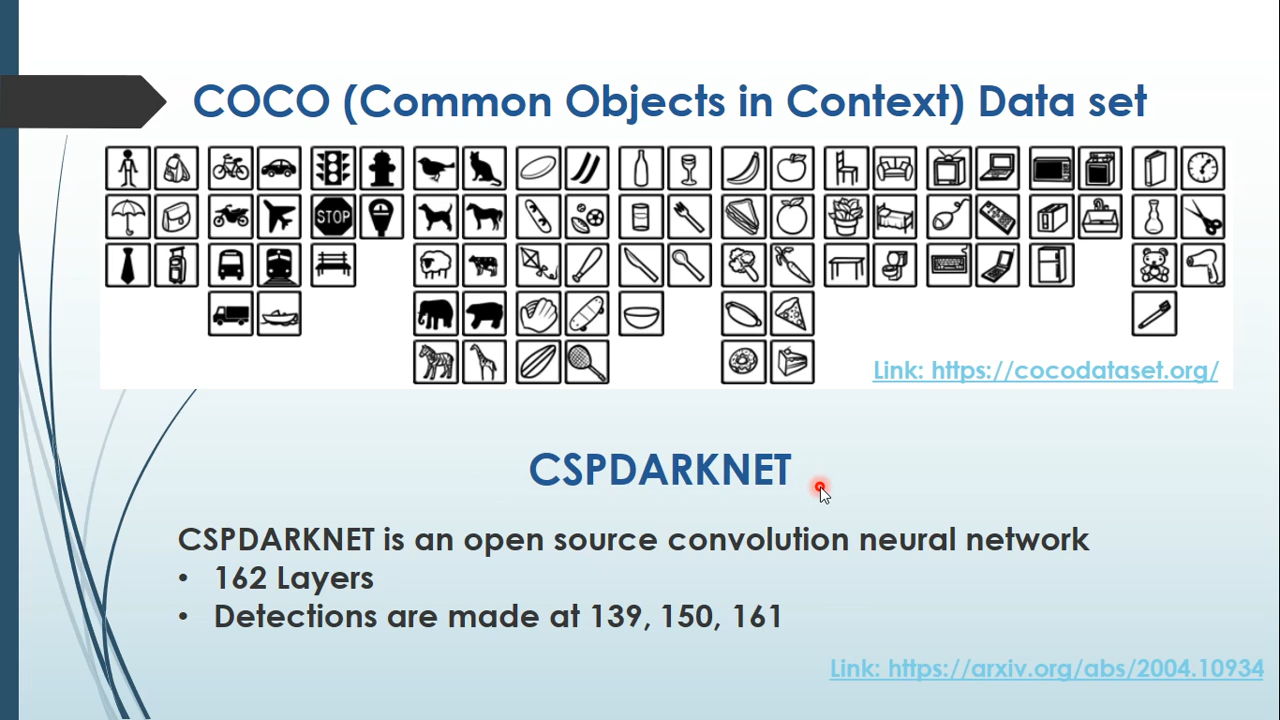 COCO (Common Objects in Context) Data set
STOP
Link: https://cocodataset.org/
CSPDARKNET
CSPDARKNET is an open source convolution neural network
• 162 Layers
• Detections are made at 139, 150, 161
Link: https://arxiv.org/abs/2004.10934